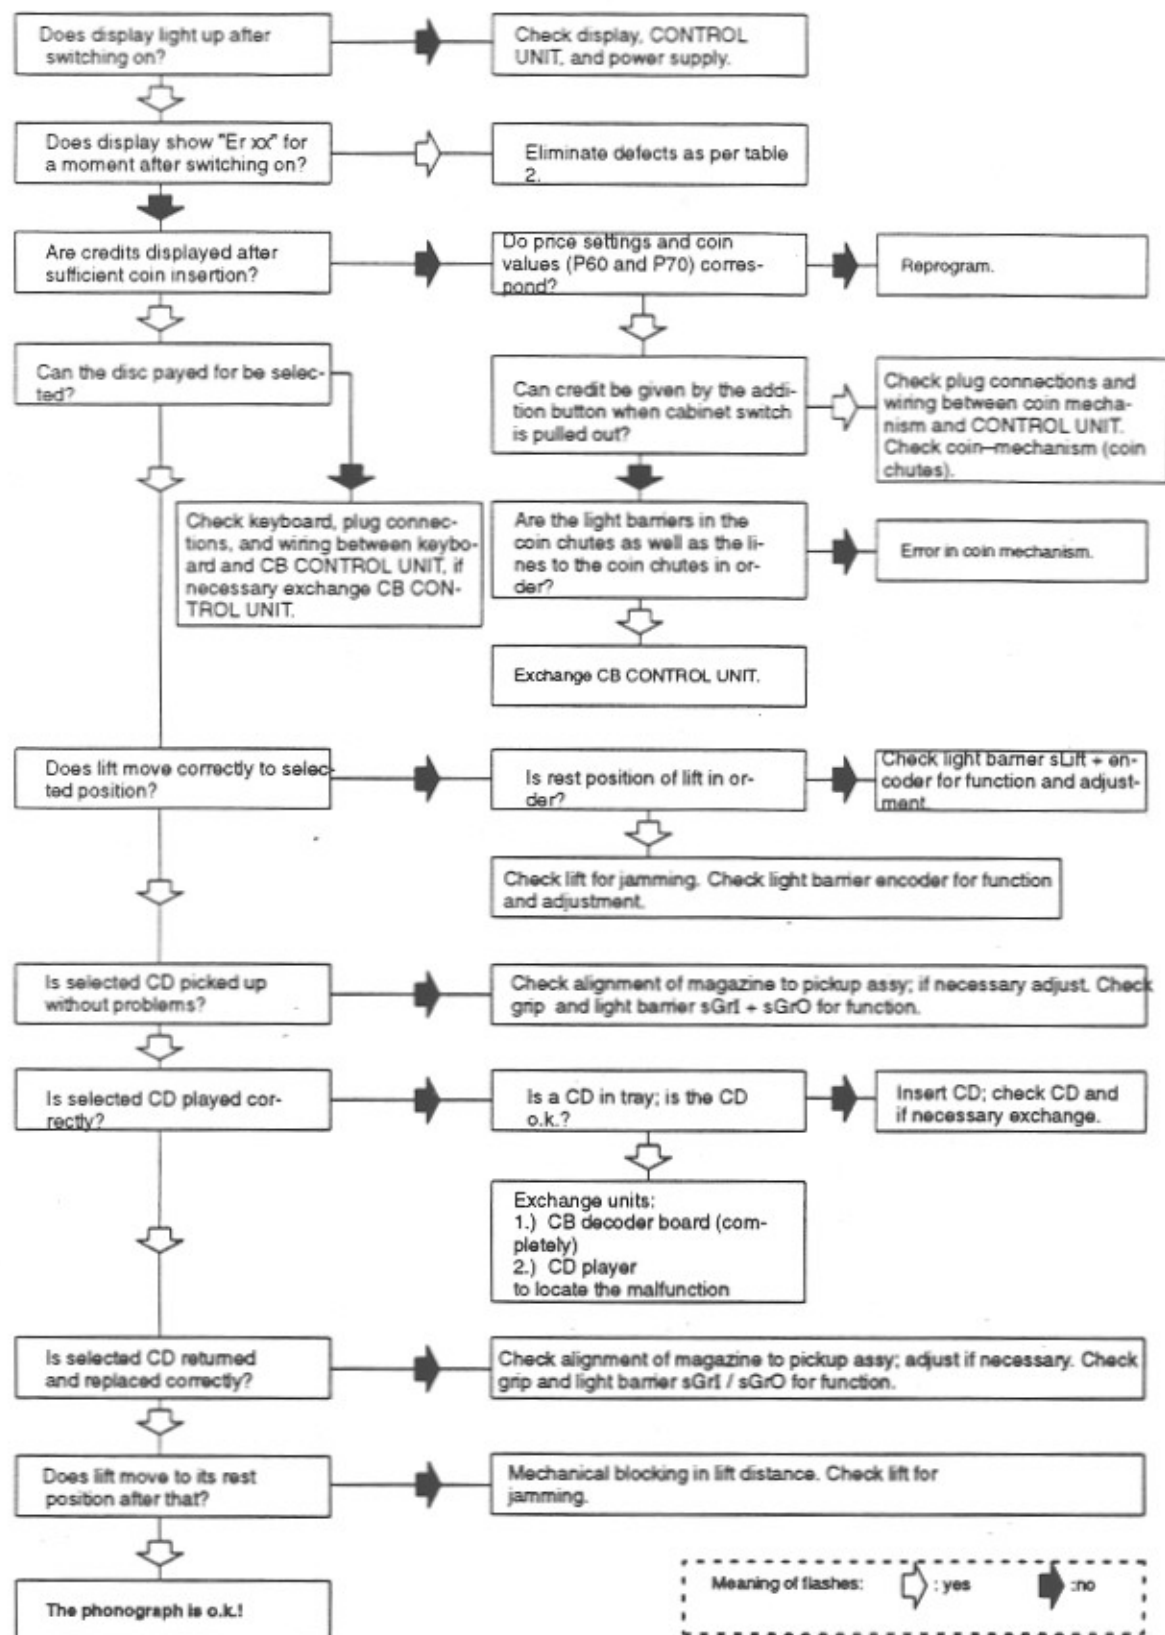 Does display light up after
switching on?
Check display, CONTROL
UNIT, and power supply.
Does display show "Er xx" for
a moment after switching on?
Eliminate defects as per table
2.
Are credits displayed after
sufficient coin insertion?
Do price settings and coin
values (P60 and P70) corres-
pond?
Reprogram.
Can the disc payed for be selec-
ted?
Can credit be given by the addi-
tion button when cabinet switch
is pulled out?
Check plug connections and
wiring between coin mecha-
nism and CONTROL UNIT.
Check coin-mechanism (coin
chutes).
Check keyboard, plug connec-
tions, and wiring between keybo-
ard and CB CONTROL UNIT, if
necessary exchange CB CON-
TROL UNIT.
Are the light barriers in the
coin chutes as well as the li-
nes to the coin chutes in or-
der?
Error in coin mechanism.
Exchange CB CONTROL UNIT.
Does lift move correctly to selec-
ted position?
Is rest position of lift in or-
der?
Check light barrier sLift + en-
coder for function and adjust-
ment.
Check lift for jamming. Check light barrier encoder for function
and adjustment.
Is selected CD picked up
without problems?
Check alignment of magazine to pickup assy; if necessary adjust. Check
grip and light barrier sGrI + sGrO for function.
Is selected CD played cor-
rectly?
Is a CD in tray; is the CD
o.k.?
Insert CD; check CD and
if necessary exchange.
Exchange units:
1.) CB decoder board (com-
pletely)
2.) CD player
to locate the malfunction
Is selected CD returned
and replaced correctly?
Check alignment of magazine to pickup assy; adjust if necessary. Check
grip and light barrier sGrI / sGrO for function.
Does lift move to its rest
position after that?
Mechanical blocking in lift distance. Check lift for
jamming.
The phonograph is o.k.!
Meaning of flashes: : yes :no